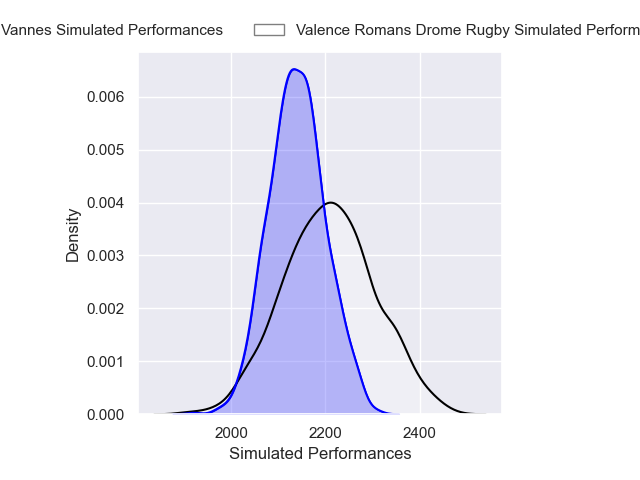 Vannes Simulated Performances
Valence Romans Drome Rugby Simulated Perform
0.006
0.005
0.004
0.003
0.002
0.001
0.000
Density
2000 2200 2400
Simulated Performances